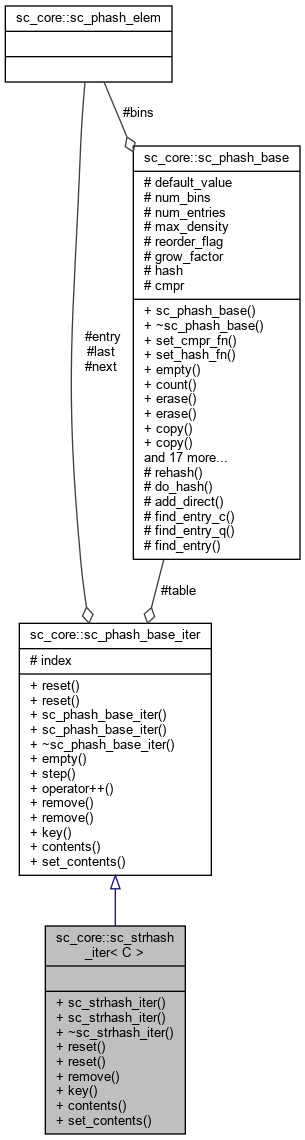 sc_core::sc_phash_elem
#bins
sc_core::sc_phash_base
# default_value
# num_bins
# num_entries
# max_density
# reorder_flag
# grow_factor
# hash
# cmpr
+ sc_phash_base()
+ ~sc_phash_base()
+ set_cmpr_fn()
+ set_hash_fn()
+ empty()
+ count()
+ erase()
+ erase()
+ copy()
+ copy()
and 17 more...
# rehash()
# do_hash()
# add_direct()
# find_entry_c()
# find_entry_q()
# find_entry()
#entry
#last
#next
#table
sc_core::sc_phash_base_iter
# index
+ reset()
+ reset()
+ sc_phash_base_iter()
+ sc_phash_base_iter()
+ ~sc_phash_base_iter()
+ empty()
+ step()
+ operator++()
+ remove()
+ remove()
+ key()
+ contents()
+ set_contents()
sc_core::sc_strhash
_iter< C >
+ sc_strhash_iter()
+ sc_strhash_iter()
+ ~sc_strhash_iter()
+ reset()
+ reset()
+ remove()
+ key()
+ contents()
+ set_contents()